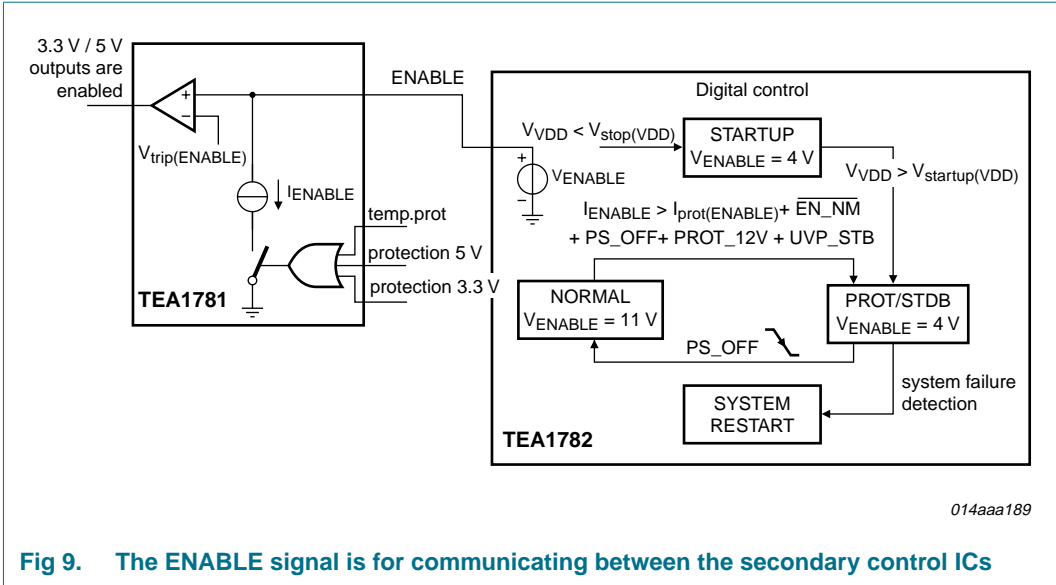 3.3 V / 5 V
outputs are
enabled
+
−
Vtrip(ENABLE)
IENABLE
ENABLE
temp.prot
protection 5 V
protection 3.3 V
TEA1781
Digital control
VVDD < Vstop(VDD)
STARTUP
VENABLE = 4 V
+
VENABLE
−
VVDD > Vstartup(VDD)
IENABLE > Iprot(ENABLE)+ E̅N̅_̅N̅M̅
+ PS_OFF+ PROT_12V + UVP_STB
NORMAL
VENABLE = 11 V
PROT/STDB
VENABLE = 4 V
PS_OFF
SYSTEM
RESTART
system failure
detection
TEA1782
014aaa189
Fig 9. The ENABLE signal is for communicating between the secondary control ICs